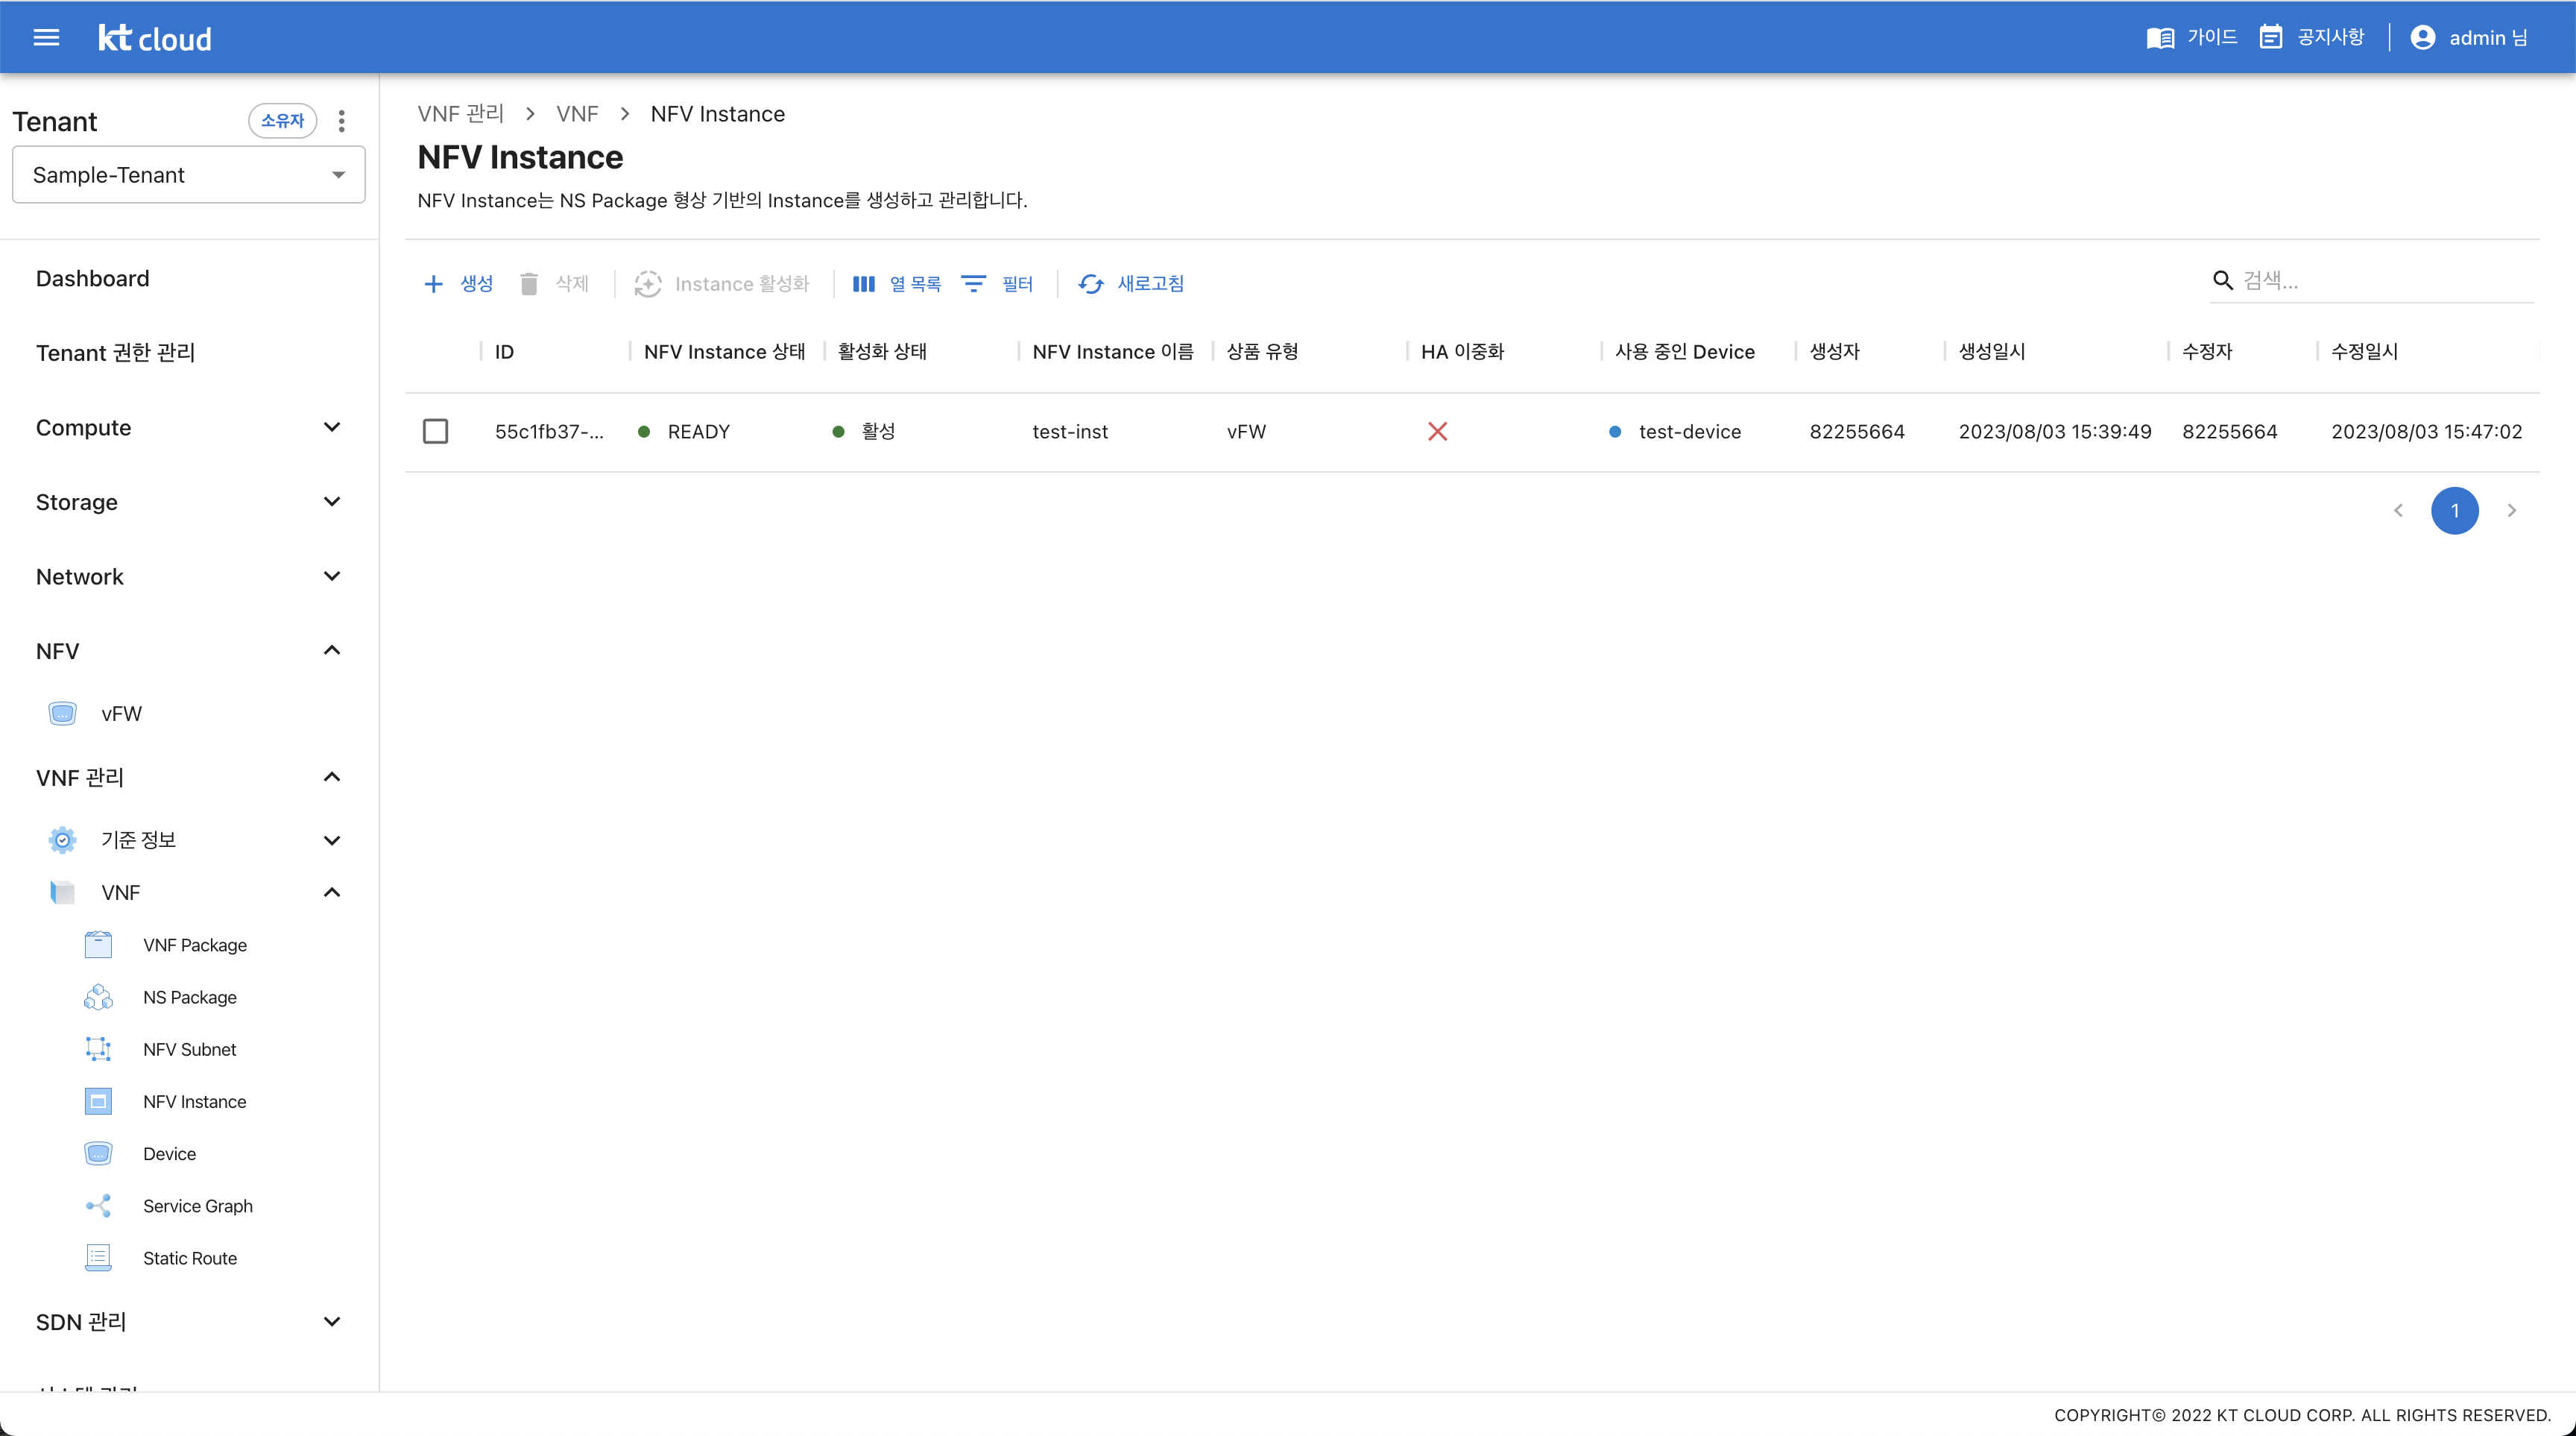 kt cloud
가이드
공지사항
admin 님
Tenant
소유자
Sample-Tenant
Dashboard
Tenant 권한 관리
Compute
Storage
Network
NFV
vFW
VNF 관리
기준 정보
VNF
VNF Package
NS Package
NFV Subnet
NFV Instance
Device
Service Graph
Static Route
SDN 관리
VNF 관리 > VNF > NFV Instance
NFV Instance
NFV Instance는 NS Package 형상 기반의 Instance를 생성하고 관리합니다.
생성 삭제 Instance 활성화 열 목록 필터 새로고침 검색...
ID NFV Instance 상태 활성화 상태 NFV Instance 이름 상품 유형 HA 이중화 사용 중인 Device 생성자 생성일시 수정자 수정일시
55c1fb37-... READY 활성 test-inst vFW test-device 82255664 2023/08/03 15:39:49 82255664 2023/08/03 15:47:02
1
COPYRIGHT© 2022 KT CLOUD CORP. ALL RIGHTS RESERVED.